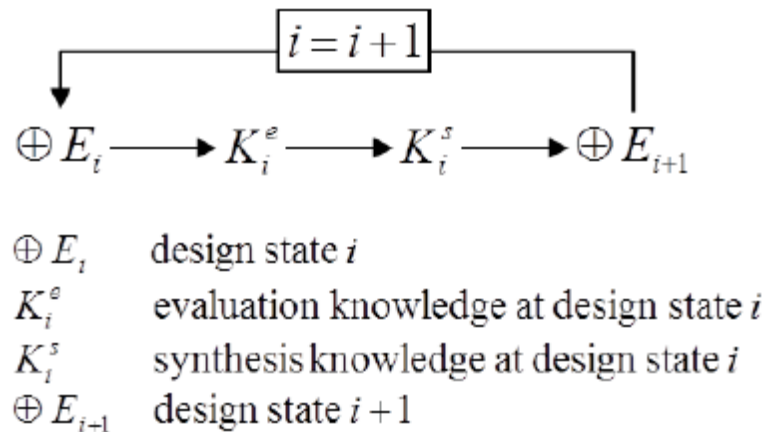 i = i + 1
⊕ E_i K_i^e K_i^s ⊕ E_{i+1}
⊕ E_i design state i
K_i^e evaluation knowledge at design state i
K_i^s synthesis knowledge at design state i
⊕ E_{i+1} design state i + 1